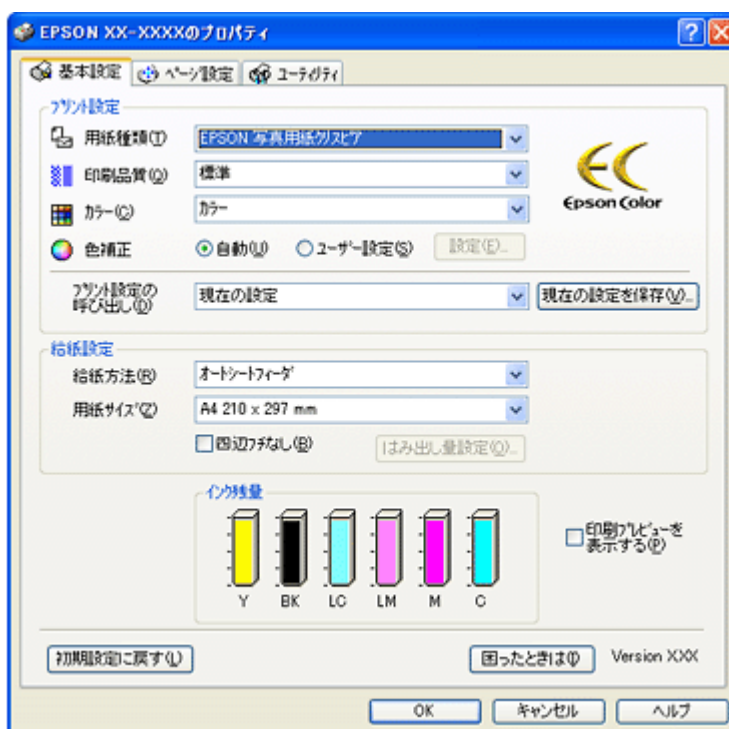 EPSON XX-XXXXのプロパティ
基本設定 ページ設定 ユーティリティ
プリント設定
用紙種類(T) EPSON 写真用紙クリスピア
印刷品質(Q) 標準
カラー(C) カラー
Epson Color
色補正 自動(U) ユーザー設定(S) 設定(E)...
プリント設定の
呼び出し(D) 現在の設定 現在の設定を保存(V)...
給紙設定
給紙方法(R) オートシートフィーダ
用紙サイズ(Z) A4 210 x 297 mm
四辺フチなし(B) はみ出し量設定(O)...
インク残量
Y BK LC LM M C
印刷プレビューを
表示する(P)
初期設定に戻す(L) 困ったときは(I) Version XXX
OK キャンセル ヘルプ